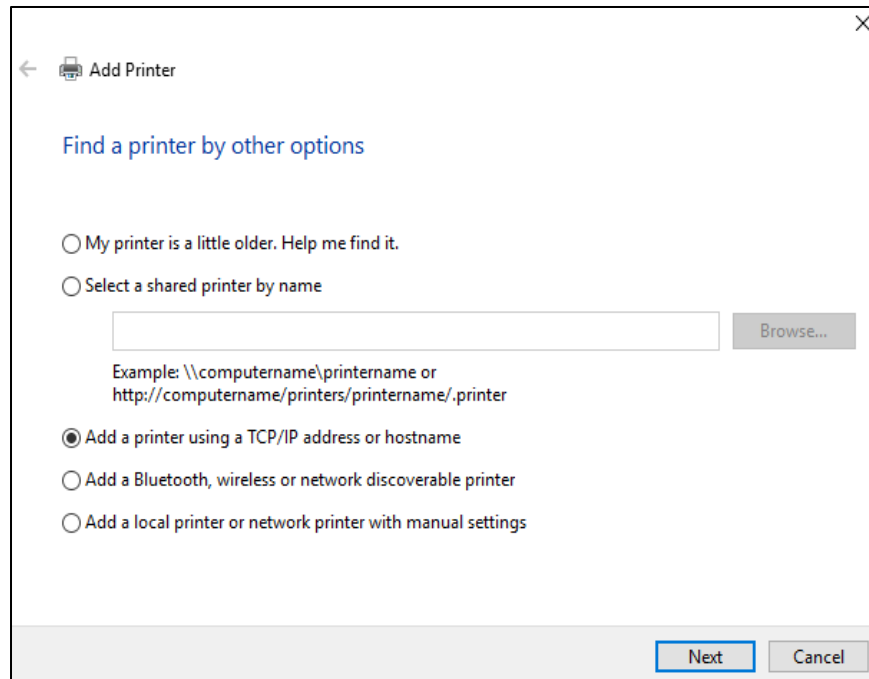 Add Printer
Find a printer by other options
My printer is a little older. Help me find it.
Select a shared printer by name
Browse...
Example: \\computername\printername or
http://computername/printers/printername/.printer
Add a printer using a TCP/IP address or hostname
Add a Bluetooth, wireless or network discoverable printer
Add a local printer or network printer with manual settings
Next Cancel